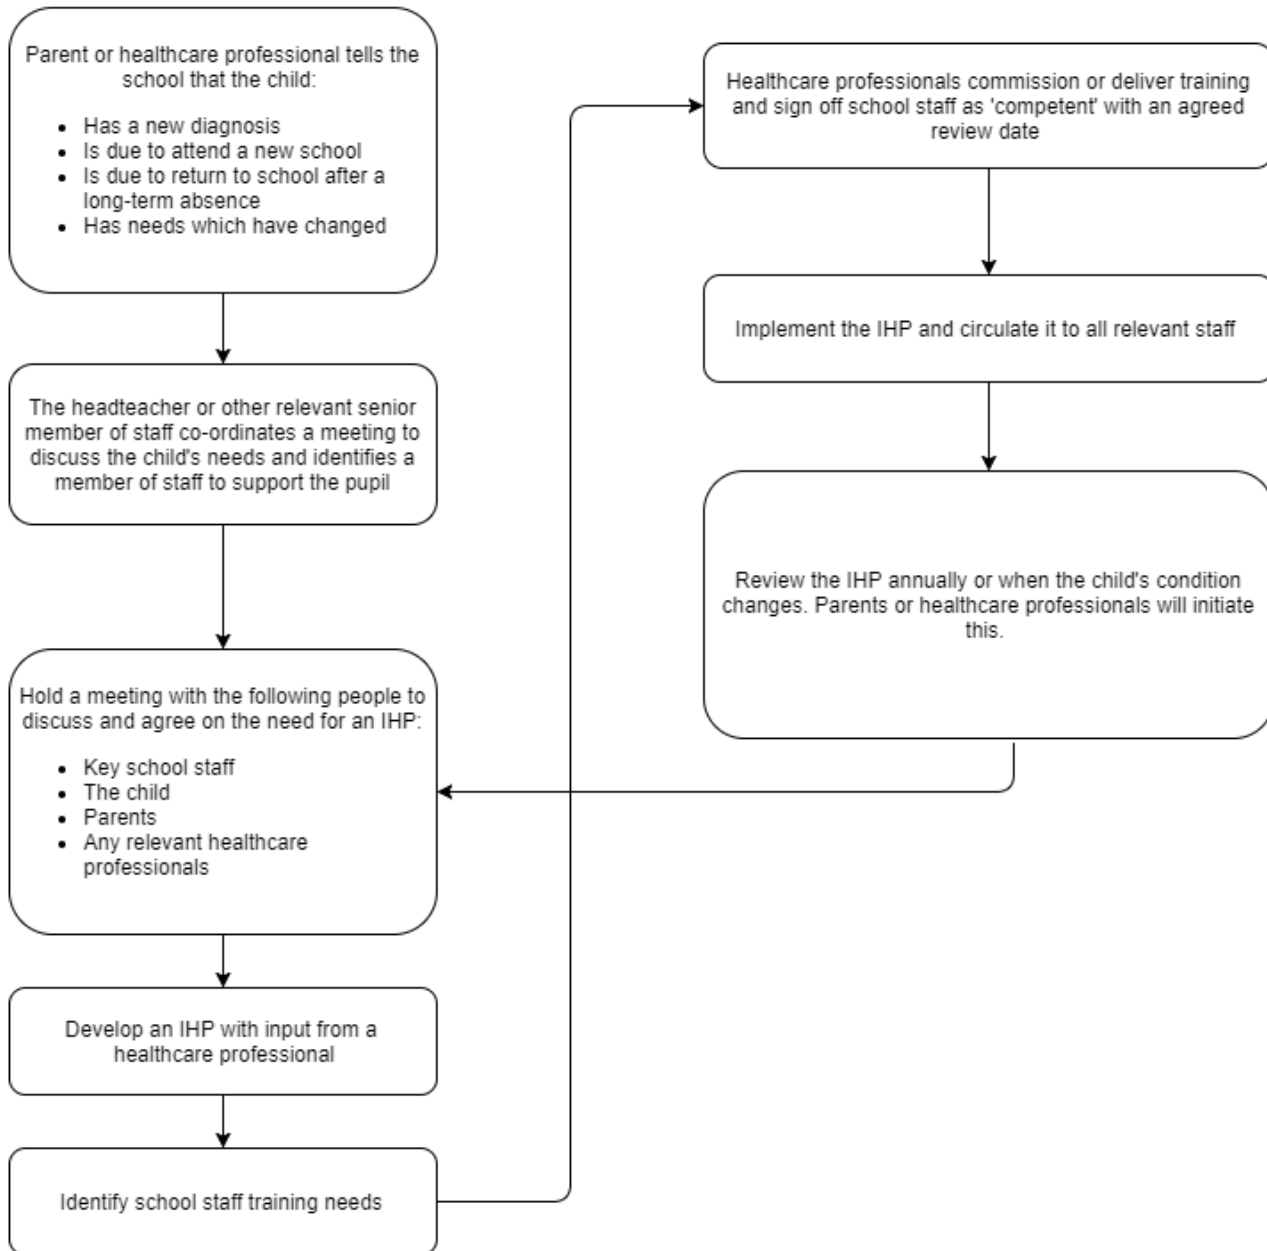 Parent or healthcare professional tells the
school that the child:
• Has a new diagnosis
• Is due to attend a new school
• Is due to return to school after a
long-term absence
• Has needs which have changed
The headteacher or other relevant senior
member of staff co-ordinates a meeting to
discuss the child's needs and identifies a
member of staff to support the pupil
Hold a meeting with the following people to
discuss and agree on the need for an IHP:
• Key school staff
• The child
• Parents
• Any relevant healthcare
professionals
Develop an IHP with input from a
healthcare professional
Identify school staff training needs
Healthcare professionals commission or deliver training
and sign off school staff as 'competent' with an agreed
review date
Implement the IHP and circulate it to all relevant staff
Review the IHP annually or when the child's condition
changes. Parents or healthcare professionals will initiate
this.